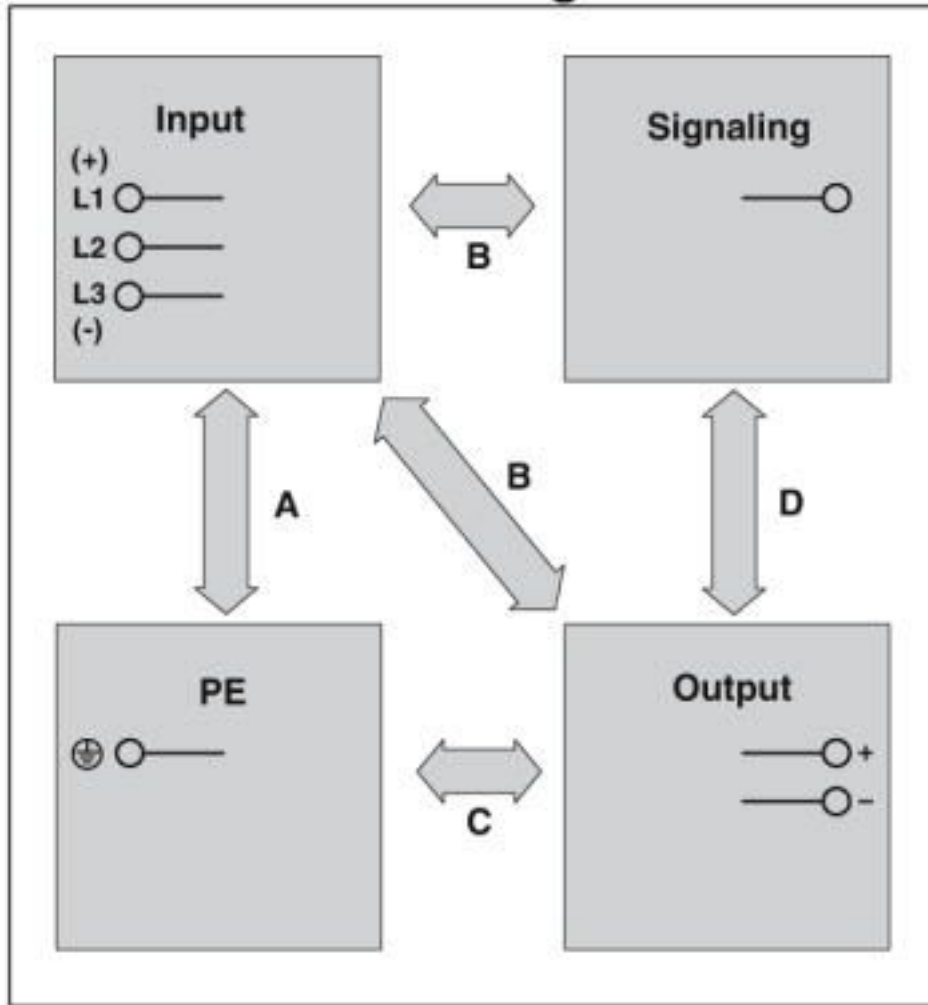 Input
(+)
L1
L2
L3
(-)
Signaling
B
A
B
D
PE
Output
+
–
C